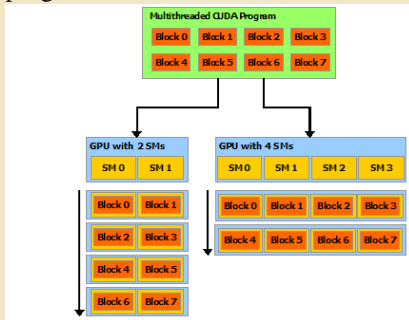 Multithreaded CUDA Program
Block 0 Block 1 Block 2 Block 3
Block 4 Block 5 Block 6 Block 7
GPU with 2 SMs
SM 0 SM 1
Block 0 Block 1
Block 2 Block 3
Block 4 Block 5
Block 6 Block 7
GPU with 4 SMs
SM 0 SM 1 SM 2 SM 3
Block 0 Block 1 Block 2 Block 3
Block 4 Block 5 Block 6 Block 7